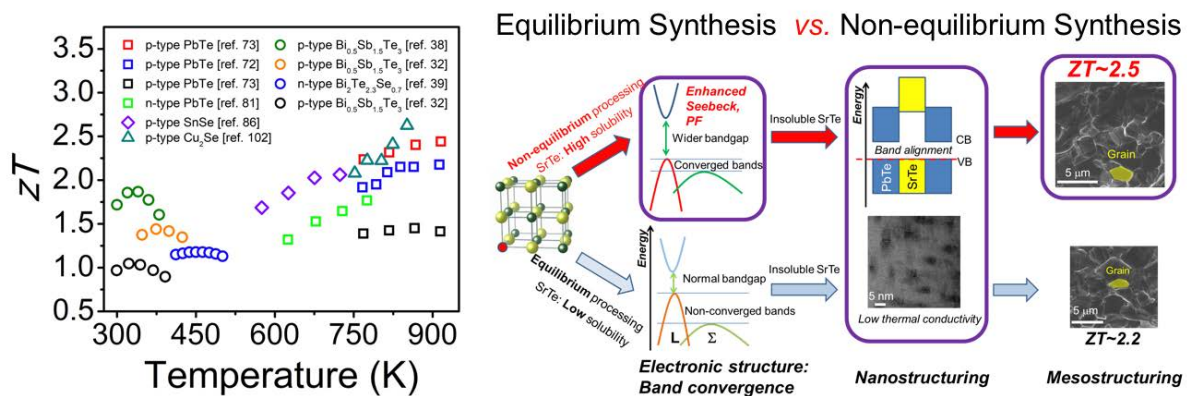 Equilibrium Synthesis vs. Non-equilibrium Synthesis
3.5
3.0
2.5
2.0
1.5
1.0
0.5
zT
300
450
600
750
900
Temperature (K)
p-type PbTe [ref. 73]
p-type PbTe [ref. 72]
p-type PbTe [ref. 73]
n-type PbTe [ref. 81]
p-type SnSe [ref. 86]
p-type Cu2Se [ref. 102]
p-type Bi0.5Sb1.5Te3 [ref. 38]
p-type Bi0.5Sb1.5Te3 [ref. 32]
n-type Bi2Te2.3Se0.7 [ref. 39]
p-type Bi0.5Sb1.5Te3 [ref. 32]
Non-equilibrium processing
SrTe: High solubility
Equilibrium processing
SrTe: Low solubility
Enhanced
Seebeck,
PF
Wider bandgap
Converged bands
Energy
Normal bandgap
Non-converged bands
L
Σ
Electronic structure:
Band convergence
Insoluble SrTe
Insoluble SrTe
Energy
CB
Band alignment
VB
PbTe
SrTe
5 nm
Low thermal conductivity
Nanostructuring
ZT~2.5
Grain
5 μm
Grain
5 μm
ZT~2.2
Mesostructuring